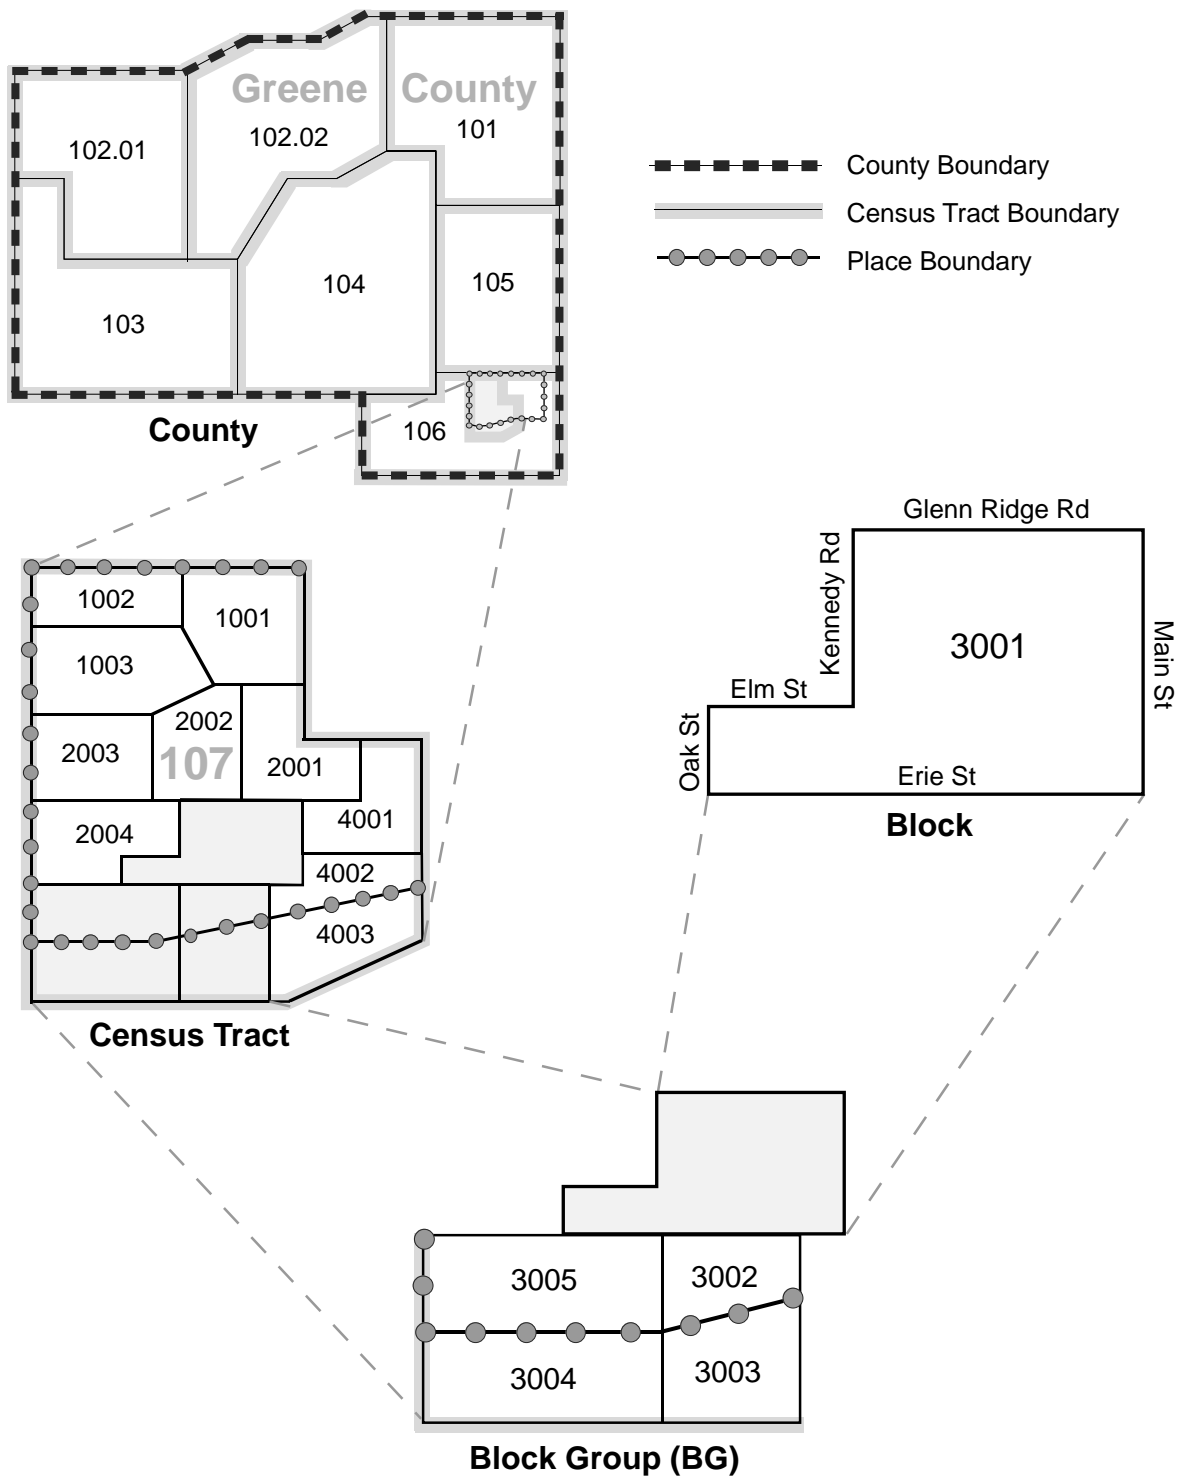 Greene County
102.01
102.02
101
103
104
105
106
County
County Boundary
Census Tract Boundary
Place Boundary
1002
1001
1003
2002
2003
107
2001
2004
4001
4002
4003
Census Tract
Glenn Ridge Rd
Kennedy Rd
3001
Main St
Elm St
Oak St
Erie St
Block
3005
3002
3004
3003
Block Group (BG)